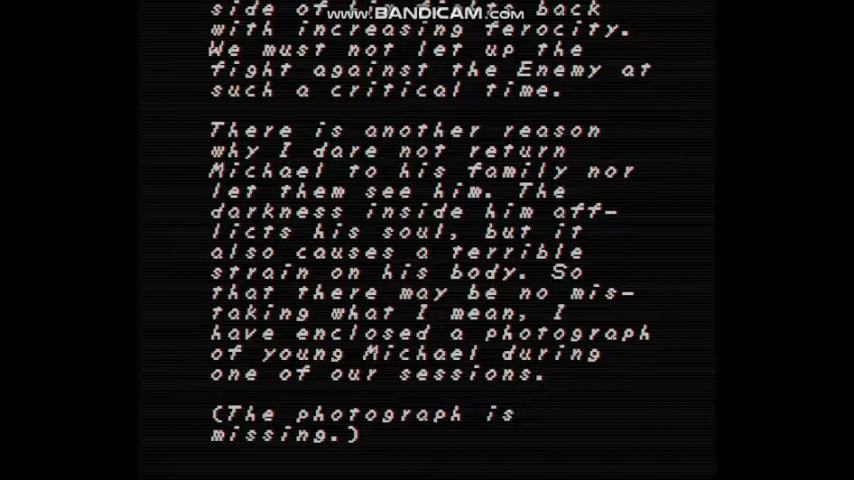 side of him fights back
www.BANDICAM.com
with increasing ferocity.
We must not let up the
fight against the Enemy at
such a critical time.
There is another reason
why I dare not return
Michael to his family nor
let them see him. The
darkness inside him aff-
licts his soul, but it
also causes a terrible
strain on his body. So
that there may be no mis-
taking what I mean, I
have enclosed a photograph
of young Michael during
one of our sessions.
(The photograph is
missing.)